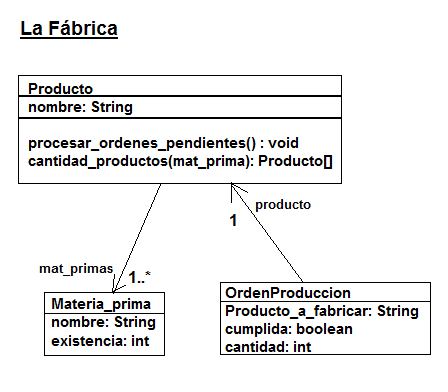 La Fábrica
Producto
nombre: String
procesar_ordenes_pendientes() : void
cantidad_productos(mat_prima): Producto[]
producto
1
mat_primas
1..*
Materia_prima
nombre: String
existencia: int
OrdenProduccion
Producto_a_fabricar: String
cumplida: boolean
cantidad: int